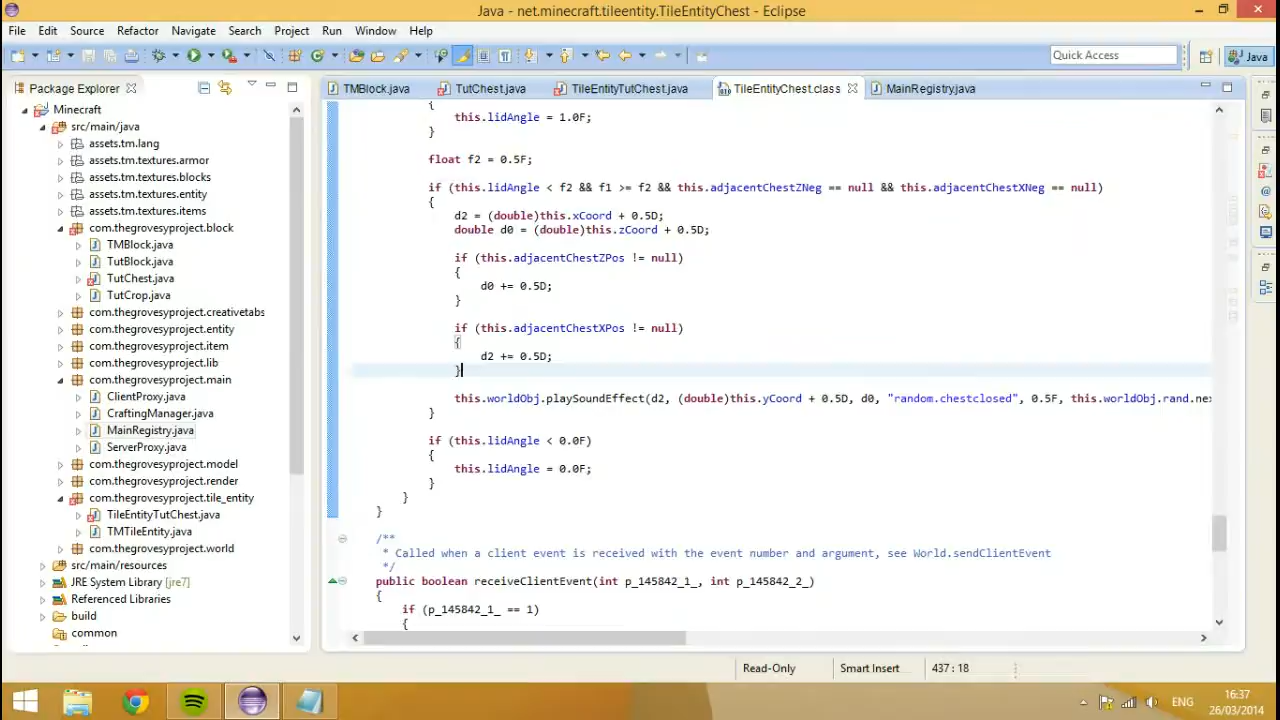 Java - net.minecraft.tileentity.TileEntityChest - Eclipse
File Edit Source Refactor Navigate Search Project Run Window Help
Quick Access
Java
Package Explorer
Minecraft
src/main/java
assets.tm.lang
assets.tm.textures.armor
assets.tm.textures.blocks
assets.tm.textures.entity
assets.tm.textures.items
com.thegrovesyproject.block
TMBlock.java
TutBlock.java
TutChest.java
TutCrop.java
com.thegrovesyproject.creativetabs
com.thegrovesyproject.entity
com.thegrovesyproject.item
com.thegrovesyproject.lib
com.thegrovesyproject.main
ClientProxy.java
CraftingManager.java
MainRegistry.java
ServerProxy.java
com.thegrovesyproject.model
com.thegrovesyproject.render
com.thegrovesyproject.tile_entity
TileEntityTutChest.java
TMTileEntity.java
com.thegrovesyproject.world
src/main/resources
JRE System Library [jre7]
Referenced Libraries
build
common
TMBlock.java TutChest.java TileEntityTutChest.java TileEntityChest.class MainRegistry.java
{
this.lidAngle = 1.0F;
}
float f2 = 0.5F;
if (this.lidAngle < f2 && f1 >= f2 && this.adjacentChestZNeg == null && this.adjacentChestXNeg == null)
{
d2 = (double)this.xCoord + 0.5D;
double d0 = (double)this.zCoord + 0.5D;
if (this.adjacentChestZPos != null)
{
d0 += 0.5D;
}
if (this.adjacentChestXPos != null)
{
d2 += 0.5D;
}
this.worldObj.playSoundEffect(d2, (double)this.yCoord + 0.5D, d0, "random.chestclosed", 0.5F, this.worldObj.rand.nex
}
if (this.lidAngle < 0.0F)
{
this.lidAngle = 0.0F;
}
}
}
/**
* Called when a client event is received with the event number and argument, see World.sendClientEvent
*/
public boolean receiveClientEvent(int p_145842_1_, int p_145842_2_)
{
if (p_145842_1_ == 1)
{
Read-Only Smart Insert 437 : 18
ENG
16:37
26/03/2014